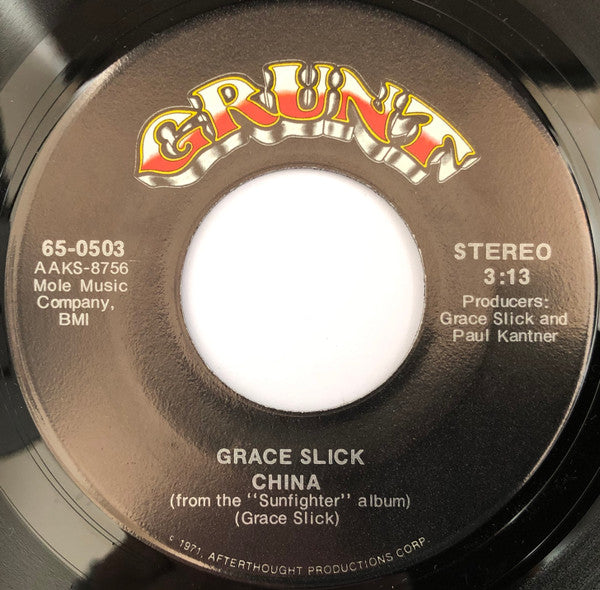 GRUNT
65-0503
AAKS-8756
Mole Music
Company,
BMI
STEREO
3:13
Producers:
Grace Slick and
Paul Kantner
GRACE SLICK
CHINA
(from the "Sunfighter" album)
(Grace Slick)
c 1971, AFTERTHOUGHT PRODUCTIONS CORP.